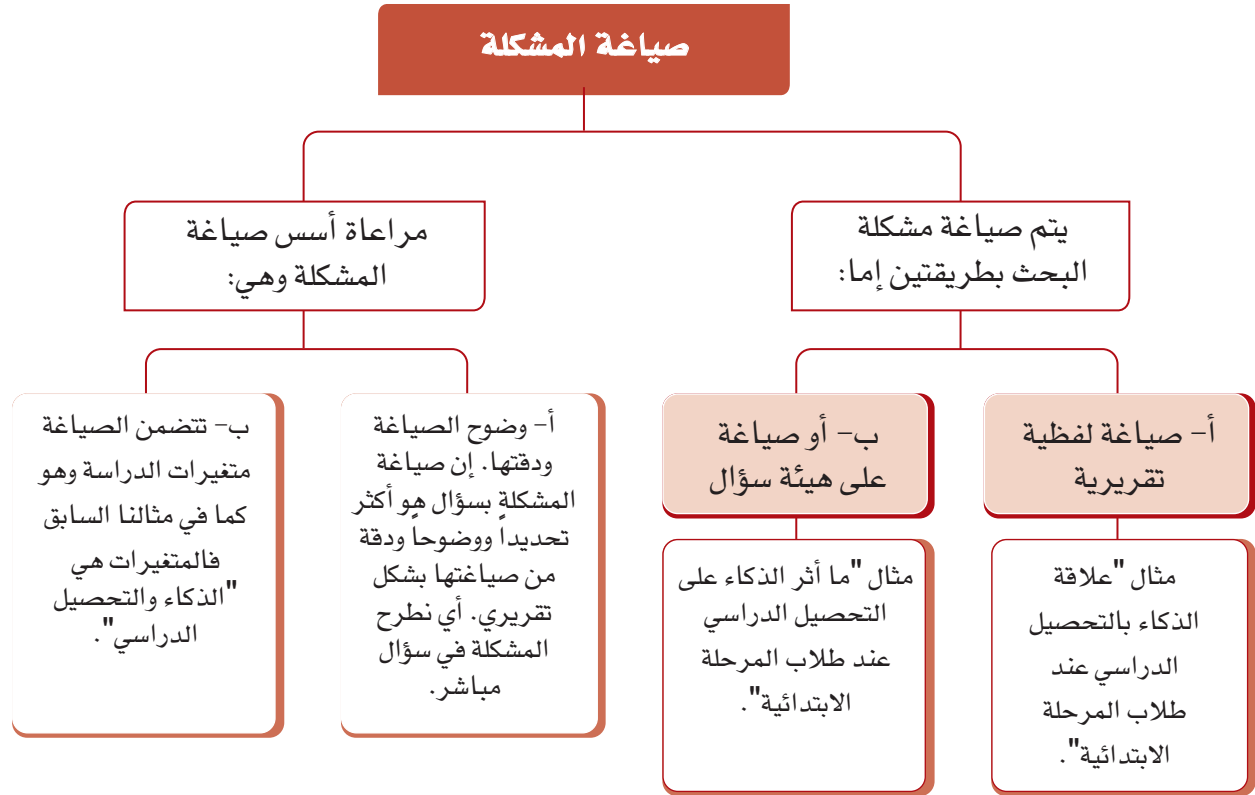 صياغة المشكلة
يتم صياغة مشكلة
البحث بطريقتين إما:
مراعاة أسس صياغة
المشكلة وهي:
أ- صياغة لفظية
تقريرية
ب- أو صياغة
على هيئة سؤال
مثال "علاقة
الذكاء بالتحصيل
الدراسي عند
طلاب المرحلة
الابتدائية".
مثال "ما أثر الذكاء على
التحصيل الدراسي
عند طلاب المرحلة
الابتدائية".
أ- وضوح الصياغة
ودقتها. إن صياغة
المشكلة بسؤال هو أكثر
تحديداً ووضوحاً ودقة
من صياغتها بشكل
تقريري. أي نطرح
المشكلة في سؤال
مباشر.
ب- تتضمن الصياغة
متغيرات الدراسة وهو
كما في مثالنا السابق
فالمتغيرات هي
"الذكاء والتحصيل
الدراسي".